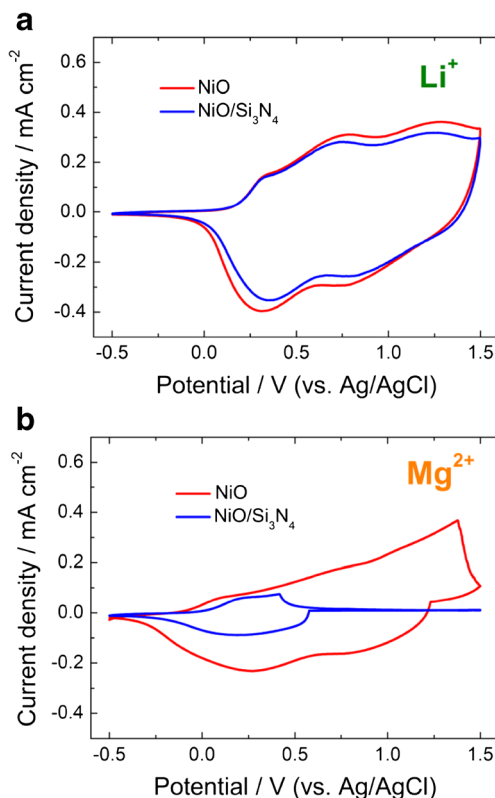 a
0.6
0.4
0.2
0.0
-0.2
-0.4
Current density / mA cm⁻²
NiO
NiO/Si₃N₄
Li⁺
-0.5
0.0
0.5
1.0
1.5
Potential / V (vs. Ag/AgCl)
b
0.6
0.4
0.2
0.0
-0.2
-0.4
Current density / mA cm⁻²
NiO
NiO/Si₃N₄
Mg²⁺
-0.5
0.0
0.5
1.0
1.5
Potential / V (vs. Ag/AgCl)